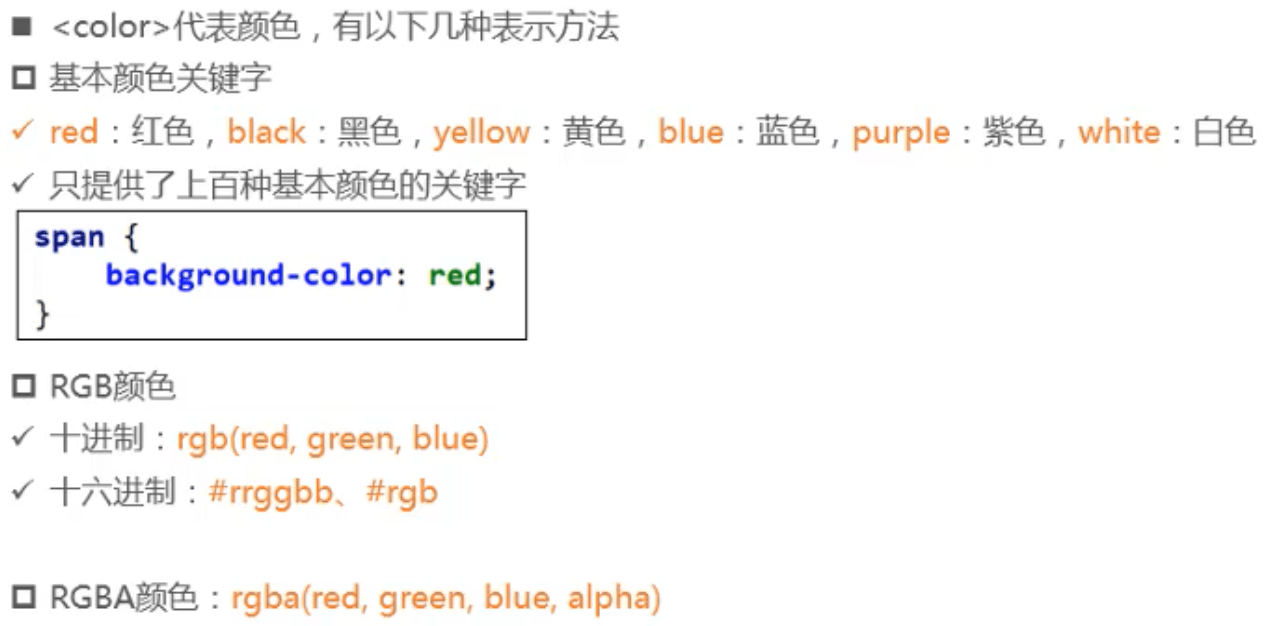 ■ <color>代表颜色，有以下几种表示方法
□ 基本颜色关键字
✓ red：红色，black：黑色，yellow：黄色，blue：蓝色，purple：紫色，white：白色
✓ 只提供了上百种基本颜色的关键字
span {
    background-color: red;
}
□ RGB颜色
✓ 十进制：rgb(red, green, blue)
✓ 十六进制：#rrggbb、#rgb
□ RGBA颜色：rgba(red, green, blue, alpha)